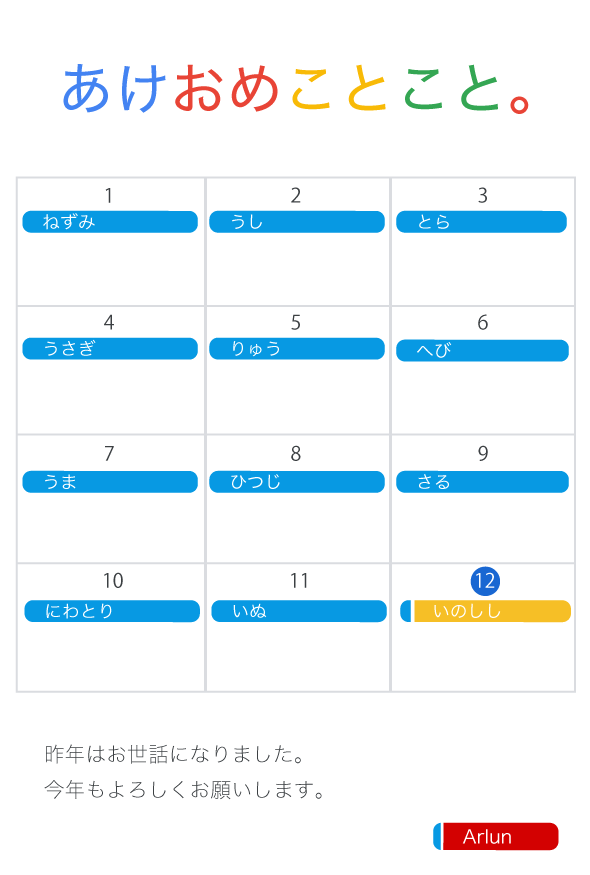 あけおめことこと。
1 2 3
ねずみ うし とら
4 5 6
うさぎ りゅう へび
7 8 9
うま ひつじ さる
10 11 12
にわとり いぬ いのしし
昨年はお世話になりました。
今年もよろしくお願いします。
Arlun